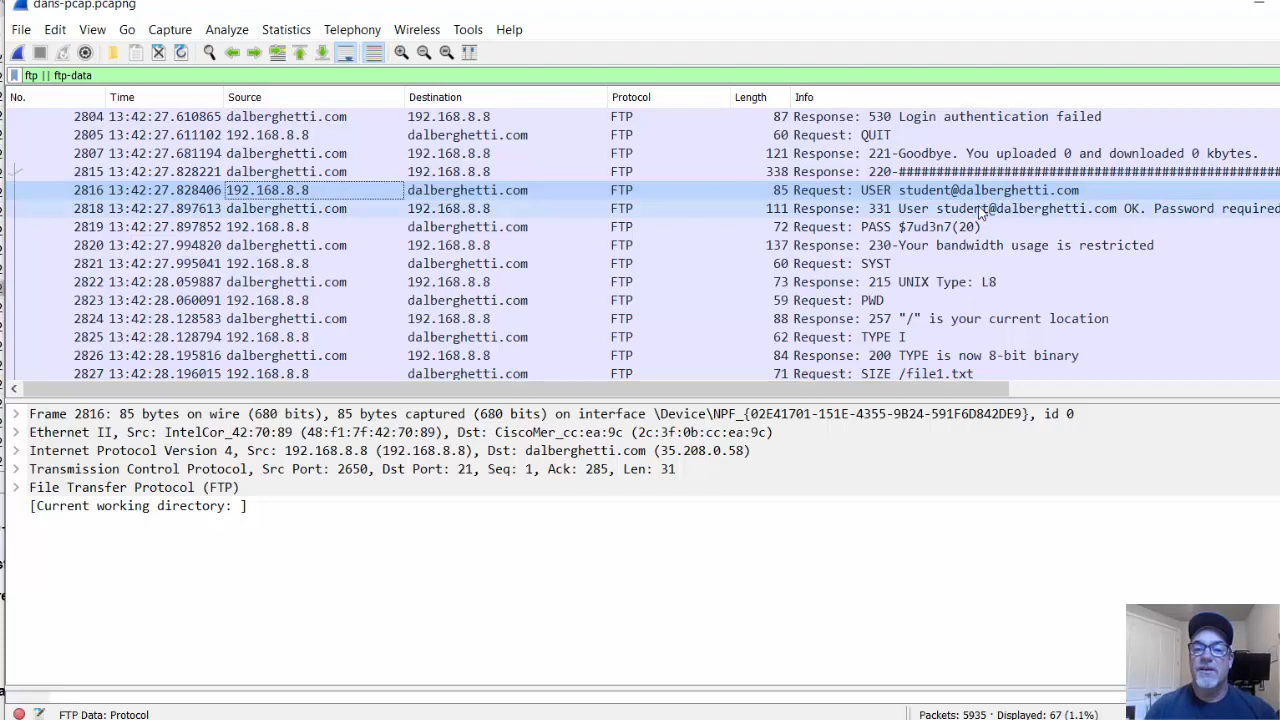 dans-pcap.pcapng
File Edit View Go Capture Analyze Statistics Telephony Wireless Tools Help
ftp || ftp-data
No. Time Source Destination Protocol Length Info
2804 13:42:27.610865 dalberghetti.com 192.168.8.8 FTP 87 Response: 530 Login authentication failed
2805 13:42:27.611102 192.168.8.8 dalberghetti.com FTP 60 Request: QUIT
2807 13:42:27.681194 dalberghetti.com 192.168.8.8 FTP 121 Response: 221-Goodbye. You uploaded 0 and downloaded 0 kbytes.
2815 13:42:27.828221 dalberghetti.com 192.168.8.8 FTP 338 Response: 220-#########################################
2816 13:42:27.828406 192.168.8.8 dalberghetti.com FTP 85 Request: USER student@dalberghetti.com
2818 13:42:27.897613 dalberghetti.com 192.168.8.8 FTP 111 Response: 331 User student@dalberghetti.com OK. Password required
2819 13:42:27.897852 192.168.8.8 dalberghetti.com FTP 72 Request: PASS $7ud3n7(20)
2820 13:42:27.994820 dalberghetti.com 192.168.8.8 FTP 137 Response: 230-Your bandwidth usage is restricted
2821 13:42:27.995041 192.168.8.8 dalberghetti.com FTP 60 Request: SYST
2822 13:42:28.059887 dalberghetti.com 192.168.8.8 FTP 73 Response: 215 UNIX Type: L8
2823 13:42:28.060091 192.168.8.8 dalberghetti.com FTP 59 Request: PWD
2824 13:42:28.128583 dalberghetti.com 192.168.8.8 FTP 88 Response: 257 "/" is your current location
2825 13:42:28.128794 192.168.8.8 dalberghetti.com FTP 62 Request: TYPE I
2826 13:42:28.195816 dalberghetti.com 192.168.8.8 FTP 84 Response: 200 TYPE is now 8-bit binary
2827 13:42:28.196015 192.168.8.8 dalberghetti.com FTP 71 Request: SIZE /file1.txt
Frame 2816: 85 bytes on wire (680 bits), 85 bytes captured (680 bits) on interface \Device\NPF_{02E41701-151E-4355-9B24-591F6D842DE9}, id 0
Ethernet II, Src: IntelCor_42:70:89 (48:f1:7f:42:70:89), Dst: CiscoMer_cc:ea:9c (2c:3f:0b:cc:ea:9c)
Internet Protocol Version 4, Src: 192.168.8.8 (192.168.8.8), Dst: dalberghetti.com (35.208.0.58)
Transmission Control Protocol, Src Port: 2650, Dst Port: 21, Seq: 1, Ack: 285, Len: 31
File Transfer Protocol (FTP)
[Current working directory: ]
FTP Data: Protocol
Packets: 5935 · Displayed: 67 (1.1%)